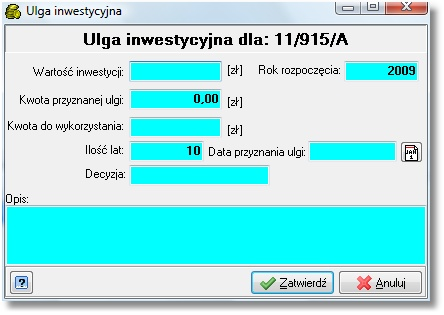 Ulga inwestycyjna
Ulga inwestycyjna dla: 11/915/A
Wartość inwestycji: [zł] Rok rozpoczęcia: 2009
Kwota przyznanej ulgi: 0,00 [zł]
Kwota do wykorzystania: [zł]
Ilość lat: 10 Data przyznania ulgi:
Decyzja:
Opis:
? Zatwierdź Anuluj